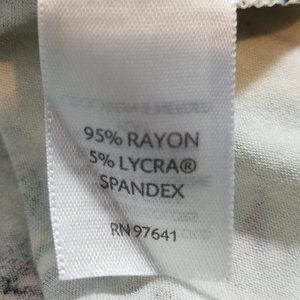 95% RAYON
5% LYCRA®
SPANDEX
RN 97641